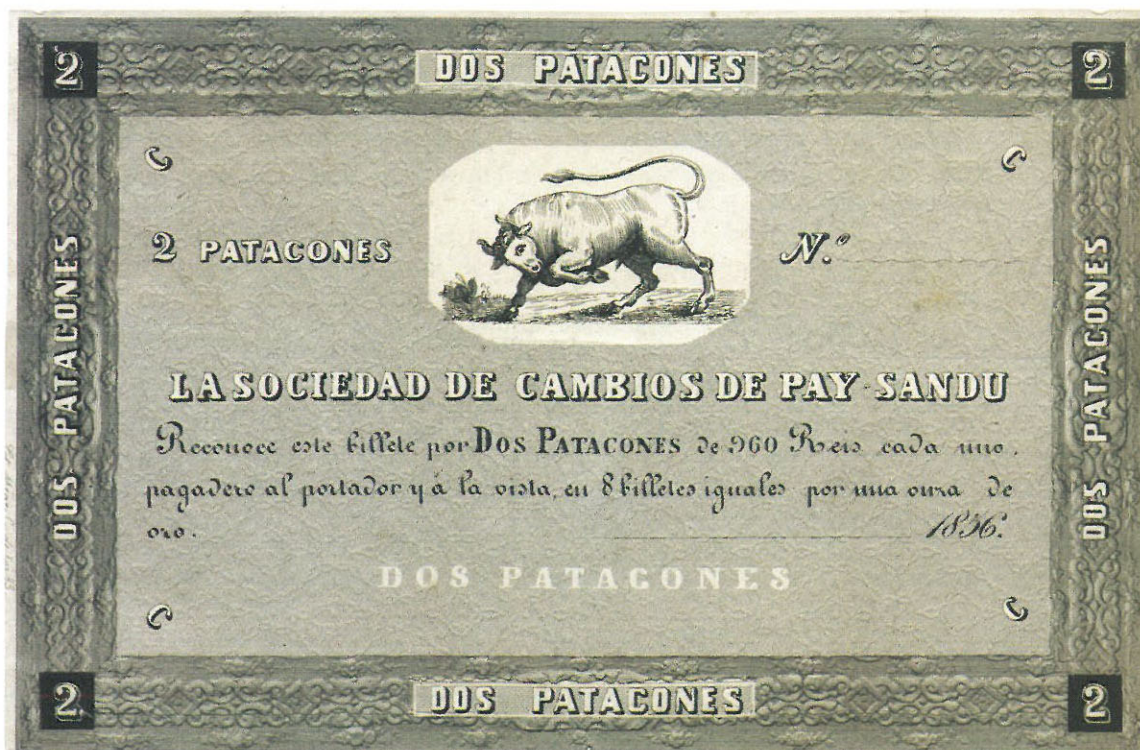 2 DOS PATACONES 2
DOS PATACONES
DOS PATACONES
C C
2 PATACONES N.º
LA SOCIEDAD DE CAMBIOS DE PAY-SANDU
Reconoce este billete por DOS PATACONES de 960 Reis cada uno,
pagadero al portador y á la vista, en 8 billetes iguales por una onza de
oro. 1856.
DOS PATACONES
C C
2 DOS PATACONES 2